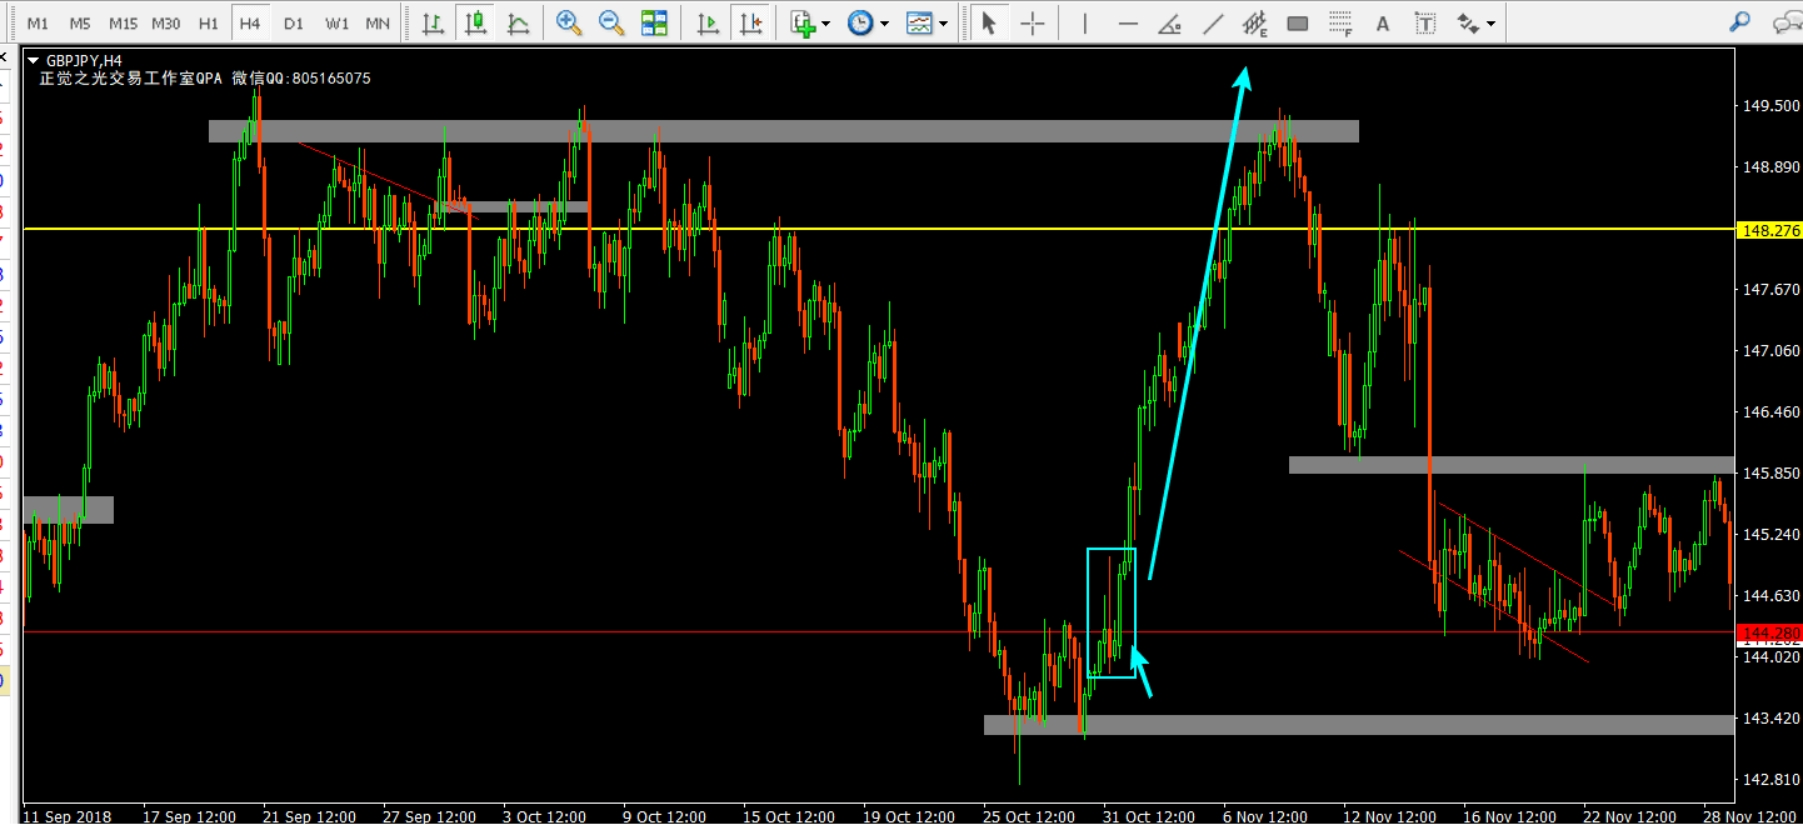 M1 M5 M15 M30 H1 H4 D1 W1 MN
E F A T
GBPJPY,H4
正觉之光交易工作室QPA 微信QQ:805165075
149.500
148.890
148.276
147.670
147.060
146.460
145.850
145.240
144.630
144.280
144.020
143.420
142.810
11 Sep 2018 17 Sep 12:00 21 Sep 12:00 27 Sep 12:00 3 Oct 12:00 9 Oct 12:00 15 Oct 12:00 19 Oct 12:00 25 Oct 12:00 31 Oct 12:00 6 Nov 12:00 12 Nov 12:00 16 Nov 12:00 22 Nov 12:00 28 Nov 12:00